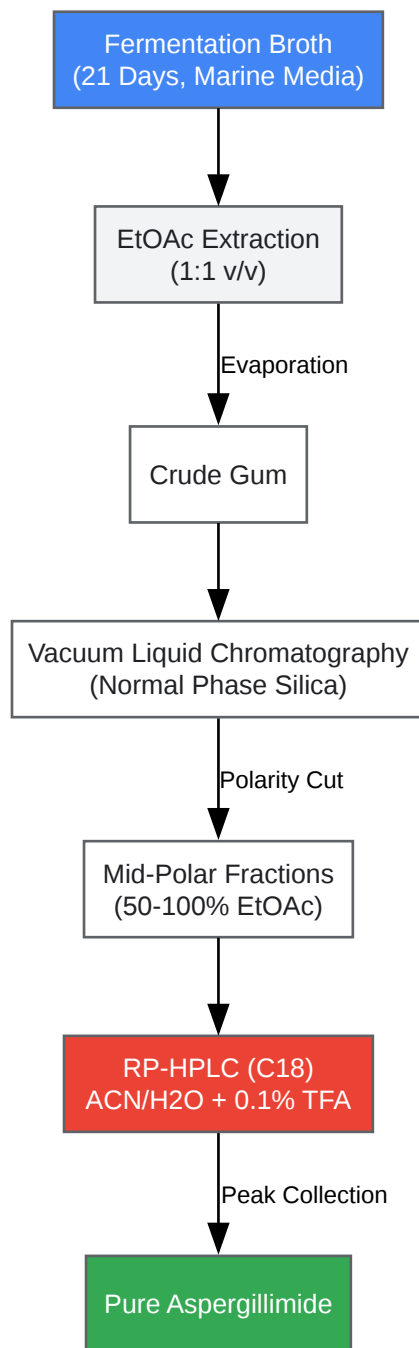 Fermentation Broth
(21 Days, Marine Media)
EtOAc Extraction
(1:1 v/v)
Evaporation
Crude Gum
Vacuum Liquid Chromatography
(Normal Phase Silica)
Polarity Cut
Mid-Polar Fractions
(50-100% EtOAc)
RP-HPLC (C18)
ACN/H2O + 0.1% TFA
Peak Collection
Pure Aspergillimide